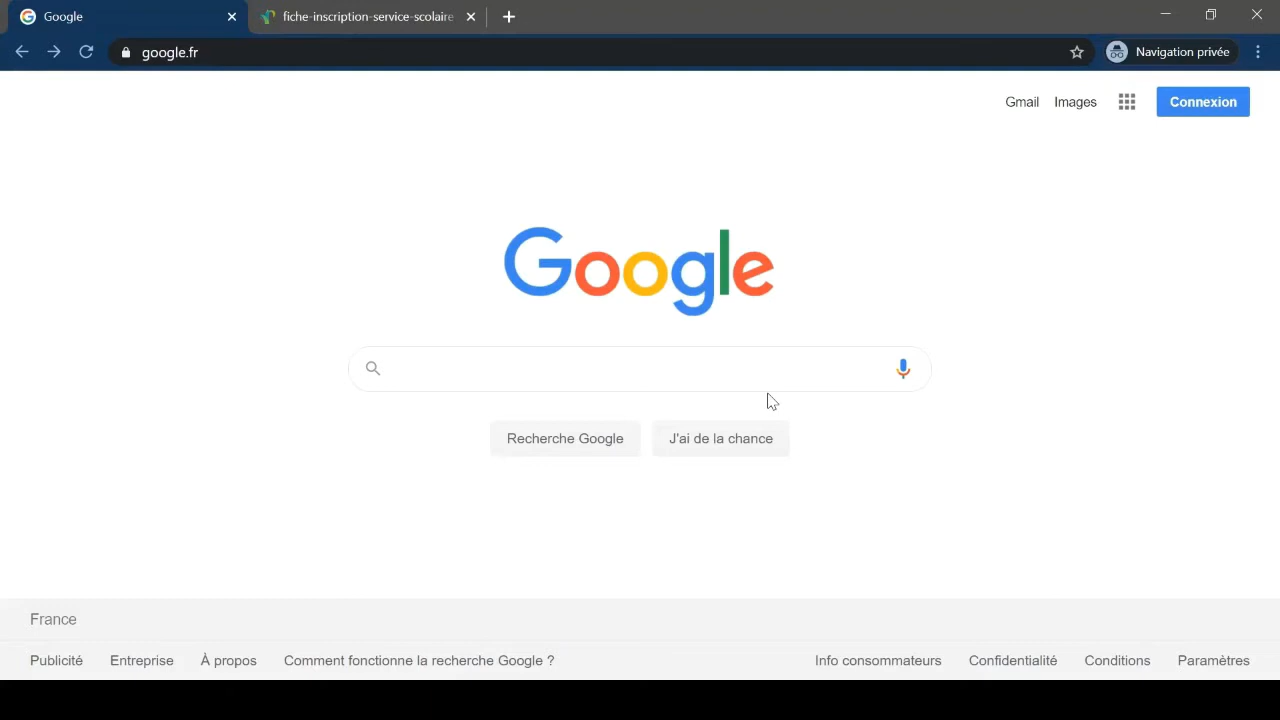 Google
fiche-inscription-service-scolaire
google.fr
Navigation privée
Gmail
Images
Connexion
Google
Recherche Google
J'ai de la chance
France
Publicité
Entreprise
À propos
Comment fonctionne la recherche Google ?
Info consommateurs
Confidentialité
Conditions
Paramètres